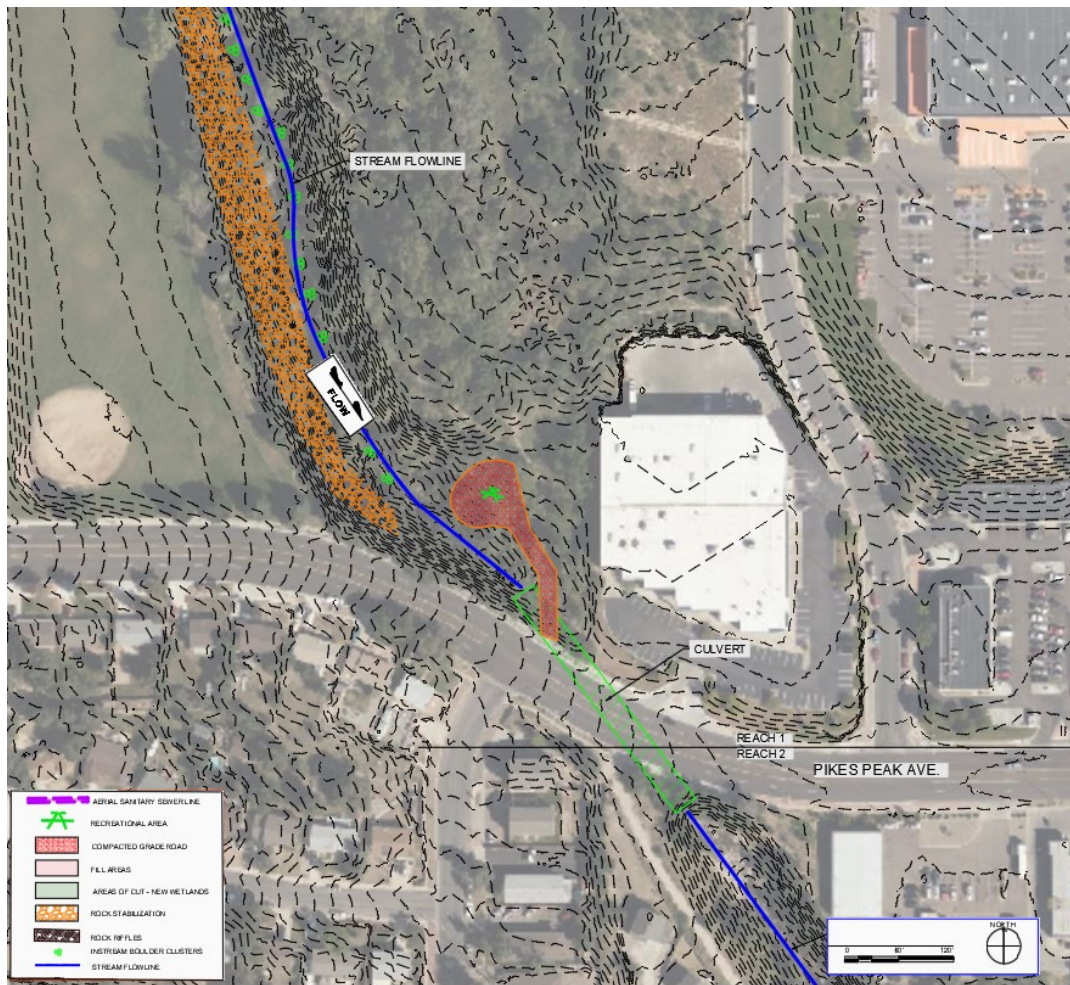 STREAM FLOWLINE
FLOW
CULVERT
REACH 1
REACH 2
PIKES PEAK AVE.
AERIAL SANITARY SEWERLINE
RECREATIONAL AREA
COMPACTED GRADE ROAD
FILL AREAS
AREAS OF CUT - NEW WETLANDS
ROCK STABILIZATION
ROCK RIFFLES
INSTREAM BOULDER CLUSTERS
STREAM FLOWLINE
NORTH
0 60' 120'